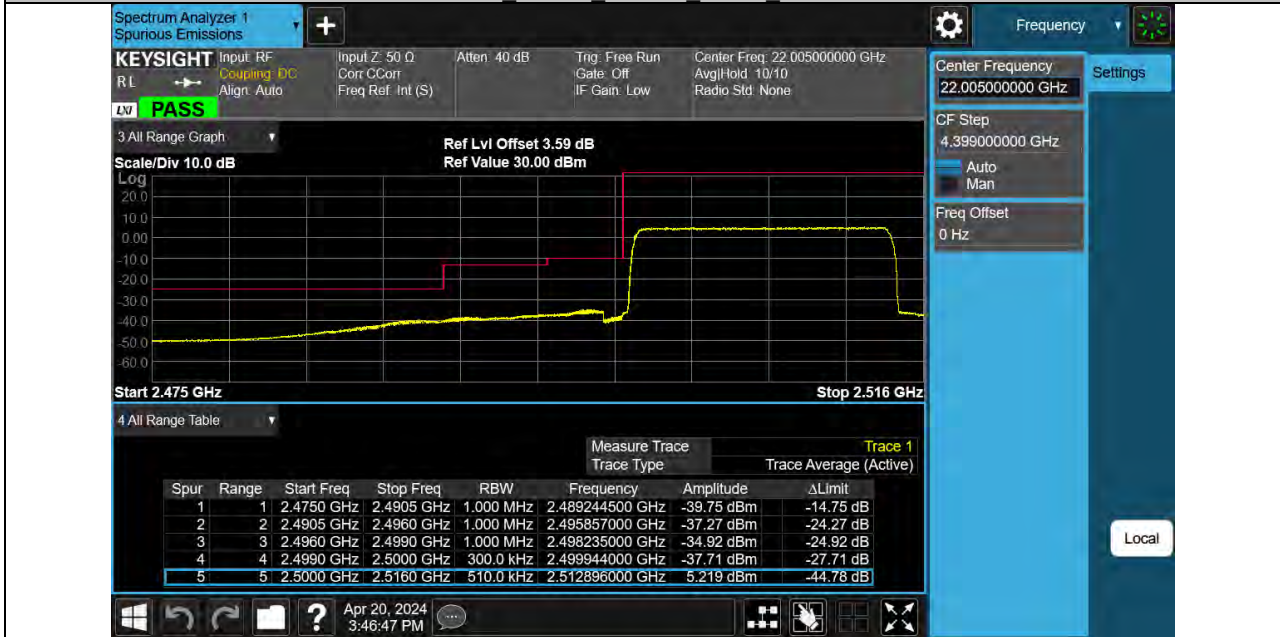 Spectrum Analyzer 1
Spurious Emissions
Frequency
KEYSIGHT Input: RF Input Z: 50 Ω Atten: 40 dB Trig: Free Run Center Freq: 22.005000000 GHz
RL Coupling: DC Corr CCorr Gate: Off Avg|Hold: 10/10
Align: Auto Freq Ref: Int (S) IF Gain: Low Radio Std: None
LXI PASS
Center Frequency
22.005000000 GHz
Settings
CF Step
4.399000000 GHz
Auto
Man
Freq Offset
0 Hz
3 All Range Graph
Ref Lvl Offset 3.59 dB
Scale/Div 10.0 dB Ref Value 30.00 dBm
Log
20.0
10.0
0.00
-10.0
-20.0
-30.0
-40.0
-50.0
-60.0
Start 2.475 GHz Stop 2.516 GHz
4 All Range Table
Measure Trace Trace 1
Trace Type Trace Average (Active)
Spur Range Start Freq Stop Freq RBW Frequency Amplitude ΔLimit
1 1 2.4750 GHz 2.4905 GHz 1.000 MHz 2.489244500 GHz -39.75 dBm -14.75 dB
2 2 2.4905 GHz 2.4960 GHz 1.000 MHz 2.495857000 GHz -37.27 dBm -24.27 dB
3 3 2.4960 GHz 2.4990 GHz 1.000 MHz 2.498235000 GHz -34.92 dBm -24.92 dB
4 4 2.4990 GHz 2.5000 GHz 300.0 kHz 2.499944000 GHz -37.71 dBm -27.71 dB
5 5 2.5000 GHz 2.5160 GHz 510.0 kHz 2.512896000 GHz 5.219 dBm -44.78 dB
Local
Apr 20, 2024
3:46:47 PM